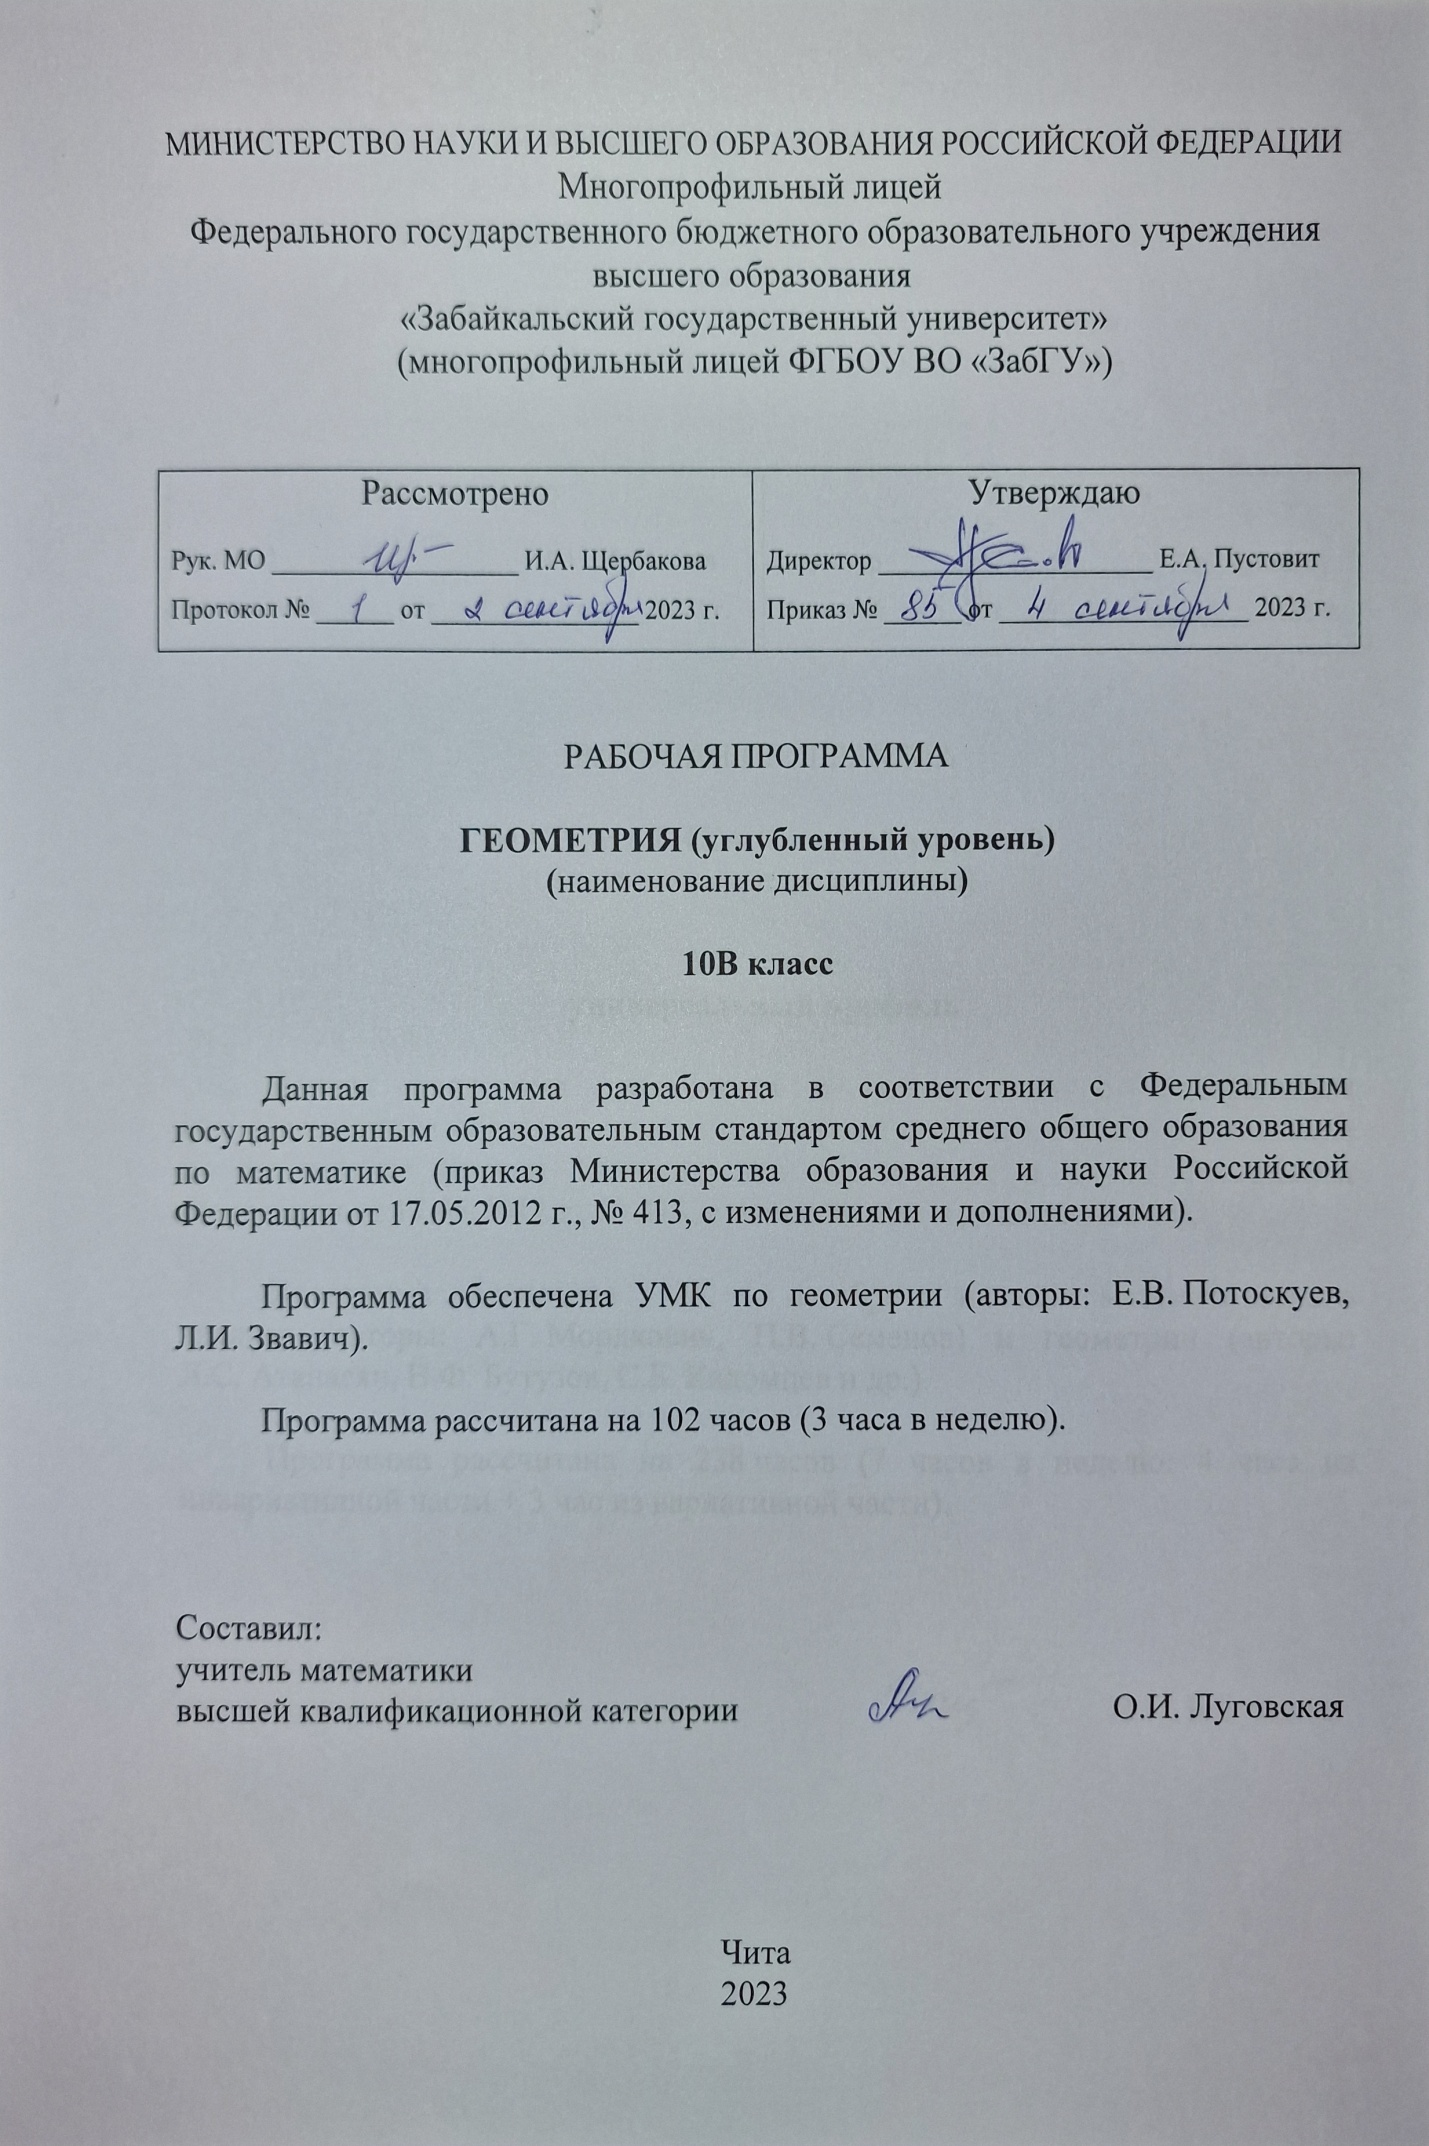 МИНИСТЕРСТВО НАУКИ И ВЫСШЕГО ОБРАЗОВАНИЯ РОССИЙСКОЙ ФЕДЕРАЦИИ
Многопрофильный лицей
Федерального государственного бюджетного образовательного учреждения
высшего образования
«Забайкальский государственный университет»
(многопрофильный лицей ФГБОУ ВО «ЗабГУ»)
Рассмотрено
Рук. МО И.А. Щербакова
Протокол № 1 от 2 сентября 2023 г.
Утверждаю
Директор Е.А. Пустовит
Приказ № 85 от 4 сентября 2023 г.
РАБОЧАЯ ПРОГРАММА
ГЕОМЕТРИЯ (углубленный уровень)
(наименование дисциплины)
10В класс
Данная программа разработана в соответствии с Федеральным
государственным образовательным стандартом среднего общего образования
по математике (приказ Министерства образования и науки Российской
Федерации от 17.05.2012 г., № 413, с изменениями и дополнениями).
Программа обеспечена УМК по геометрии (авторы: Е.В. Потоскуев,
Л.И. Звавич).
Программа рассчитана на 102 часов (3 часа в неделю).
Составил:
учитель математики
высшей квалификационной категории О.И. Луговская
Чита
2023